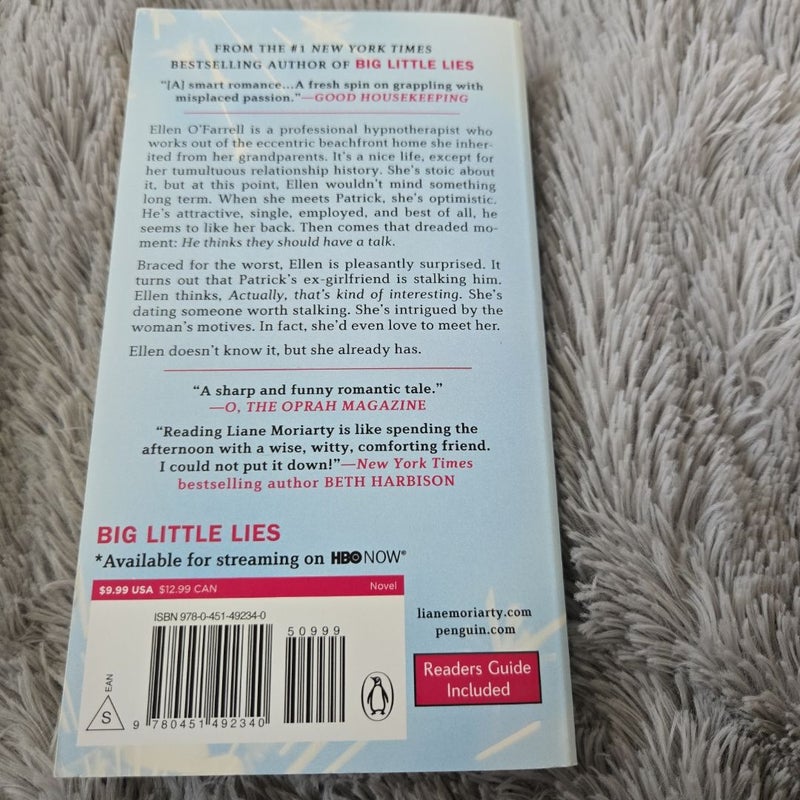 FROM THE #1 NEW YORK TIMES
BESTSELLING AUTHOR OF BIG LITTLE LIES
“[A] smart romance...A fresh spin on grappling with
misplaced passion.”—GOOD HOUSEKEEPING
Ellen O’Farrell is a professional hypnotherapist who
works out of the eccentric beachfront home she inher-
ited from her grandparents. It’s a nice life, except for
her tumultuous relationship history. She’s stoic about
it, but at this point, Ellen wouldn’t mind something
long term. When she meets Patrick, she’s optimistic.
He’s attractive, single, employed, and best of all, he
seems to like her back. Then comes that dreaded mo-
ment: He thinks they should have a talk.
Braced for the worst, Ellen is pleasantly surprised. It
turns out that Patrick’s ex-girlfriend is stalking him.
Ellen thinks, Actually, that’s kind of interesting. She’s
dating someone worth stalking. She’s intrigued by the
woman’s motives. In fact, she’d even love to meet her.
Ellen doesn’t know it, but she already has.
“A sharp and funny romantic tale.”
—O, THE OPRAH MAGAZINE
“Reading Liane Moriarty is like spending the
afternoon with a wise, witty, comforting friend.
I could not put it down!”—New York Times
bestselling author BETH HARBISON
BIG LITTLE LIES
*Available for streaming on HBO NOW®
$9.99 USA $12.99 CAN Novel
ISBN 978-0-451-49234-0
50999
EAN
S
9 780451 492340
lianemoriarty.com
penguin.com
Readers Guide
Included